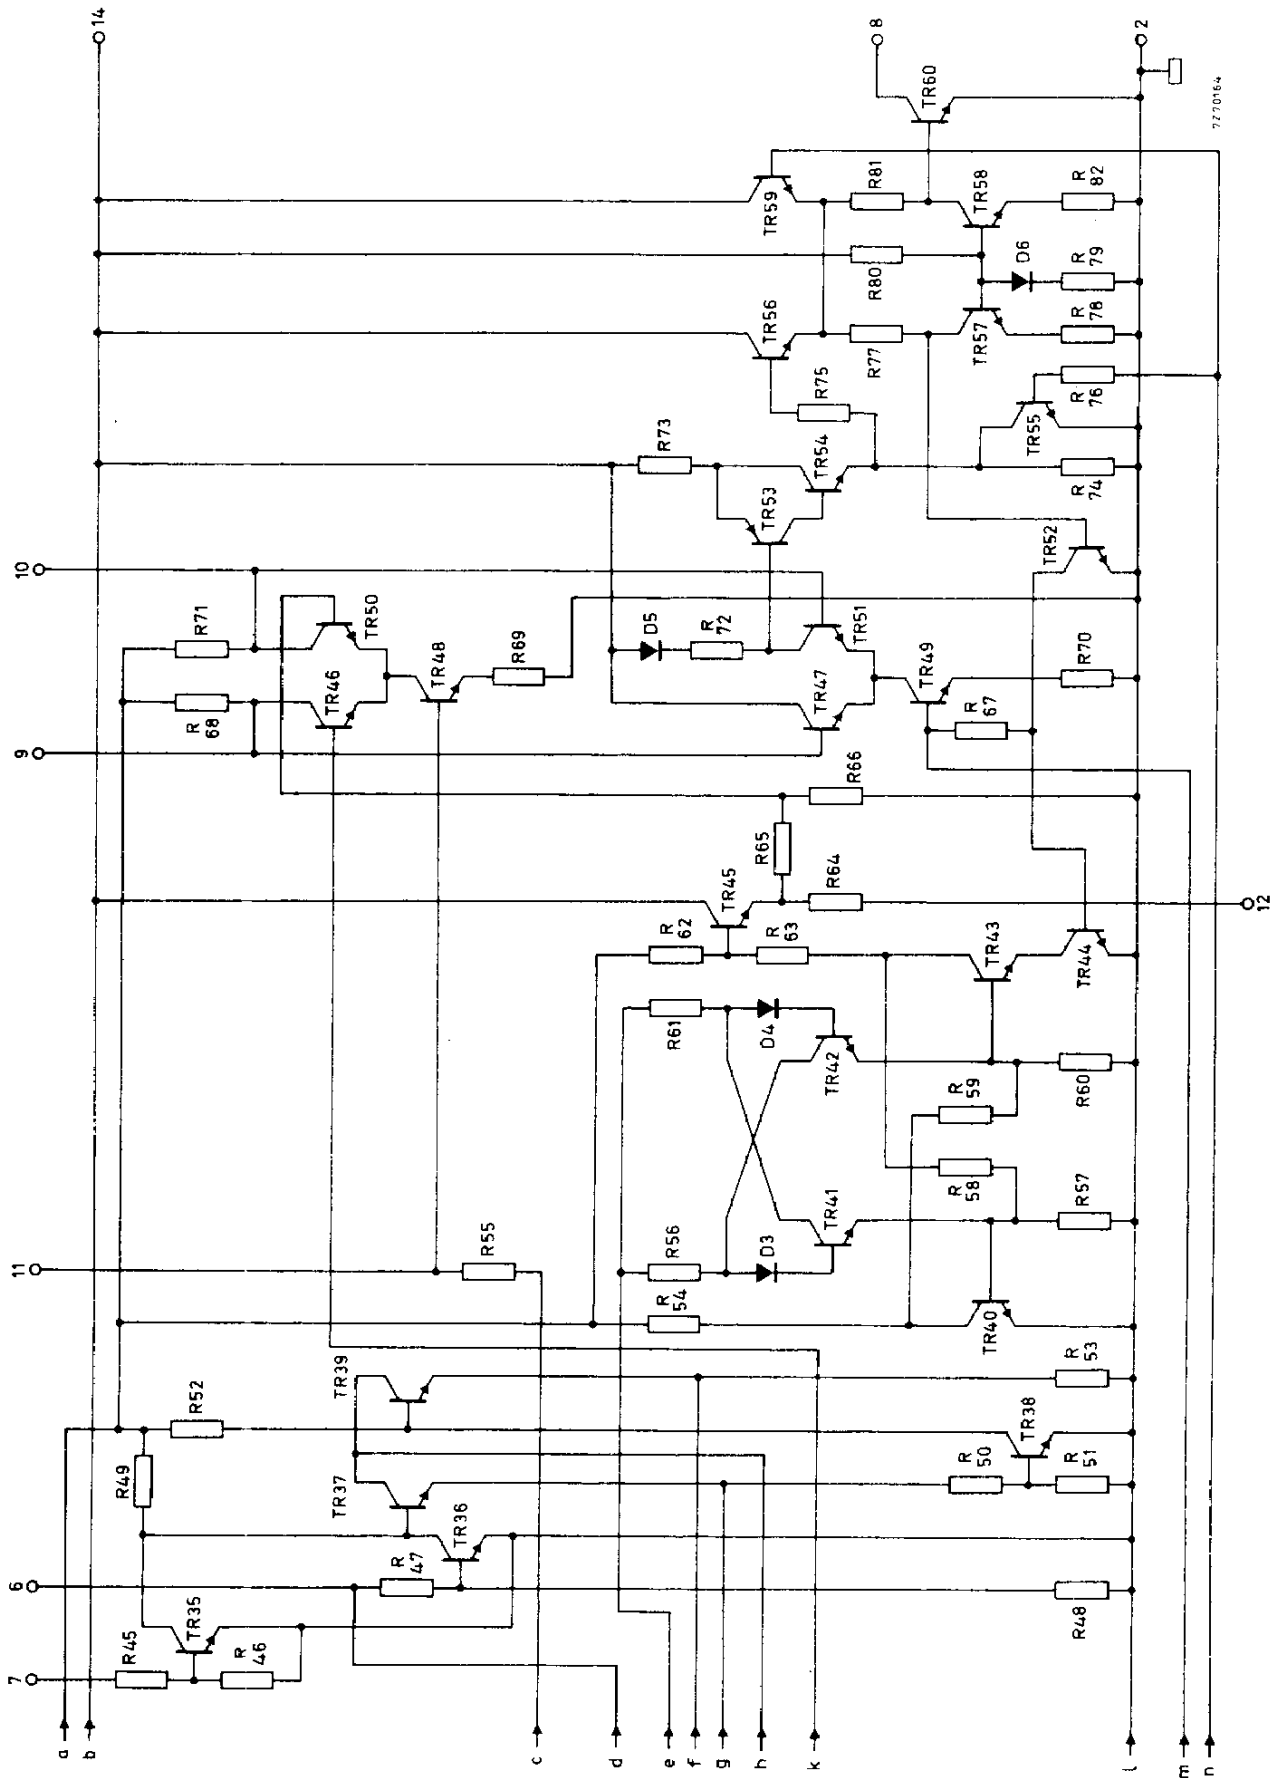 14
8
2
TR60
7Z70164
TR59
R81
TR58
R
82
R80
D6
R
79
TR56
R77
TR57
R
78
R75
R
76
TR55
R73
TR54
TR53
R
74
TR52
10
R71
TR50
D5
R
72
TR51
R69
TR48
TR46
R
68
TR47
TR49
R
67
R70
9
R66
R65
R64
TR45
12
R
62
R
63
TR43
TR44
R61
D4
TR42
R
59
R60
R
58
TR41
R57
11
R55
R56
D3
R
54
TR40
TR39
R
53
R52
TR38
R49
TR37
R
50
R
51
TR36
R
47
6
TR35
R48
R45
R
46
7
a
b
c
d
e
f
g
h
k
l
m
n